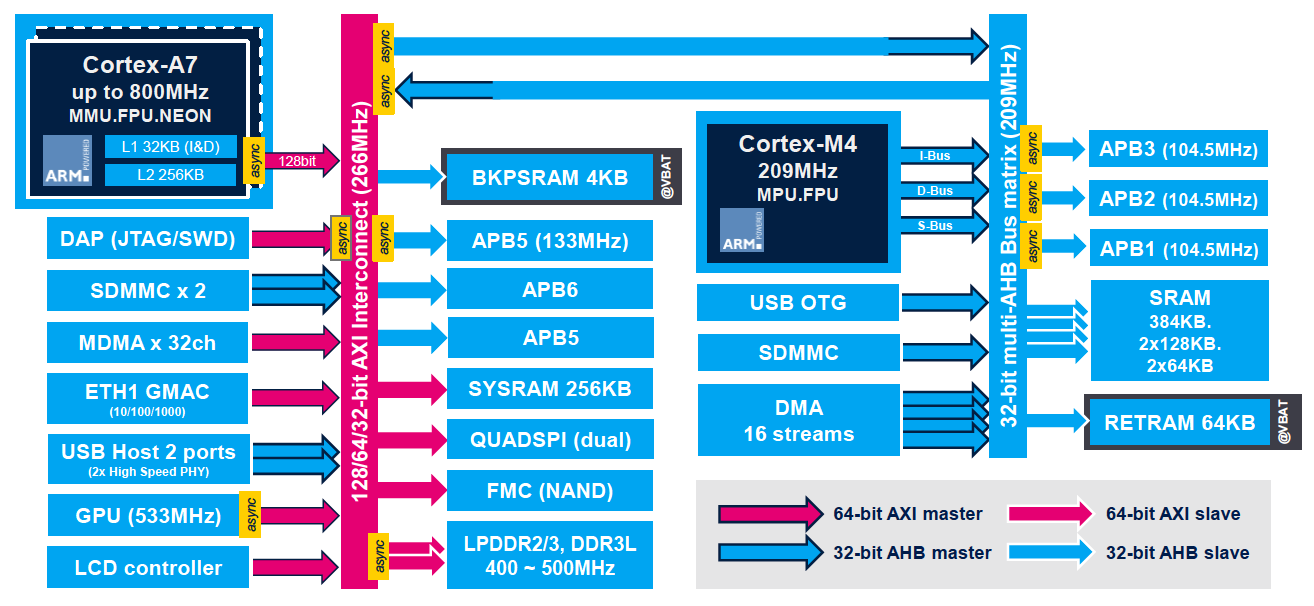 Cortex-A7
up to 800MHz
MMU.FPU.NEON
ARM POWERED
L1 32KB (I&D)
L2 256KB
async
128bit
DAP (JTAG/SWD)
async
SDMMC x 2
MDMA x 32ch
ETH1 GMAC
(10/100/1000)
USB Host 2 ports
(2x High Speed PHY)
GPU (533MHz)
async
LCD controller
128/64/32-bit AXI Interconnect (266MHz)
async
async
BKPSRAM 4KB
@VBAT
async
APB5 (133MHz)
APB6
APB5
SYSRAM 256KB
QUADSPI (dual)
FMC (NAND)
async
LPDDR2/3, DDR3L
400 ~ 500MHz
Cortex-M4
209MHz
MPU.FPU
ARM POWERED
I-Bus
D-Bus
S-Bus
USB OTG
SDMMC
DMA
16 streams
32-bit multi-AHB Bus matrix (209MHz)
async
APB3 (104.5MHz)
async
APB2 (104.5MHz)
async
APB1 (104.5MHz)
SRAM
384KB.
2x128KB.
2x64KB
RETRAM 64KB
@VBAT
64-bit AXI master
64-bit AXI slave
32-bit AHB master
32-bit AHB slave